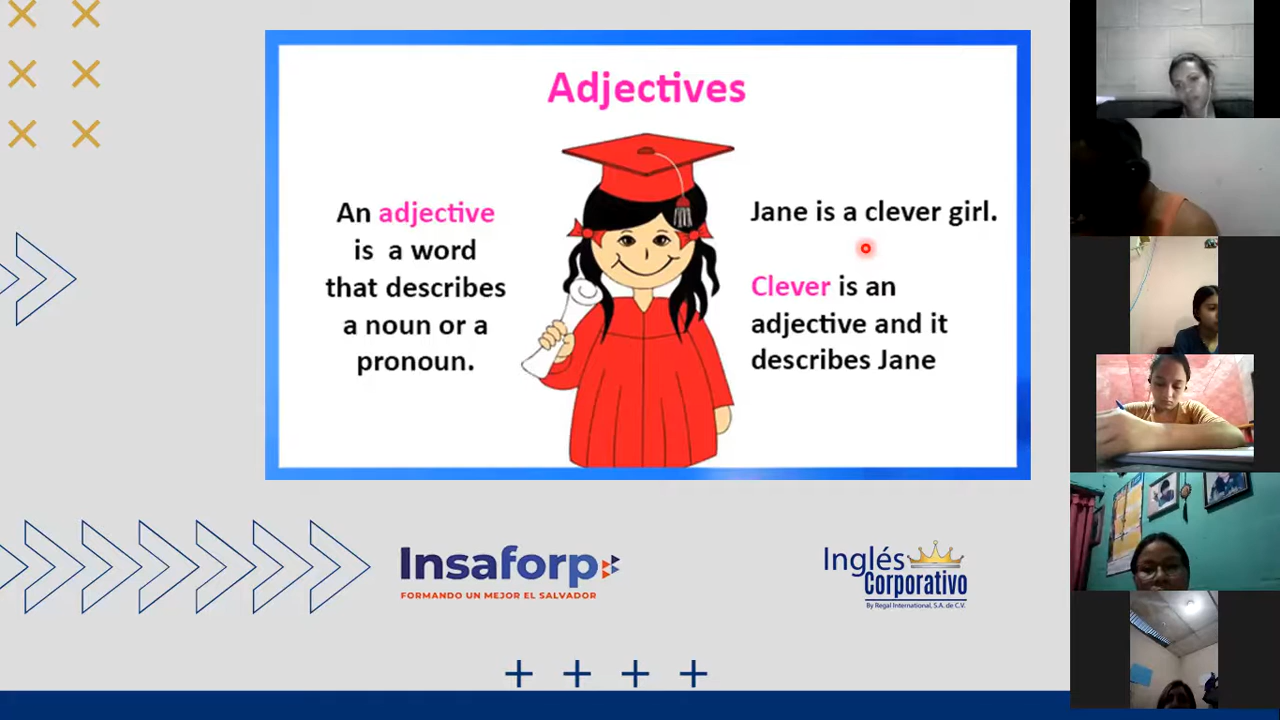 Adjectives
An adjective
is a word
that describes
a noun or a
pronoun.
Jane is a clever girl.
Clever is an
adjective and it
describes Jane
Insaforp
FORMANDO UN MEJOR EL SALVADOR
Inglés
Corporativo
By Regal International, S.A. de C.V.